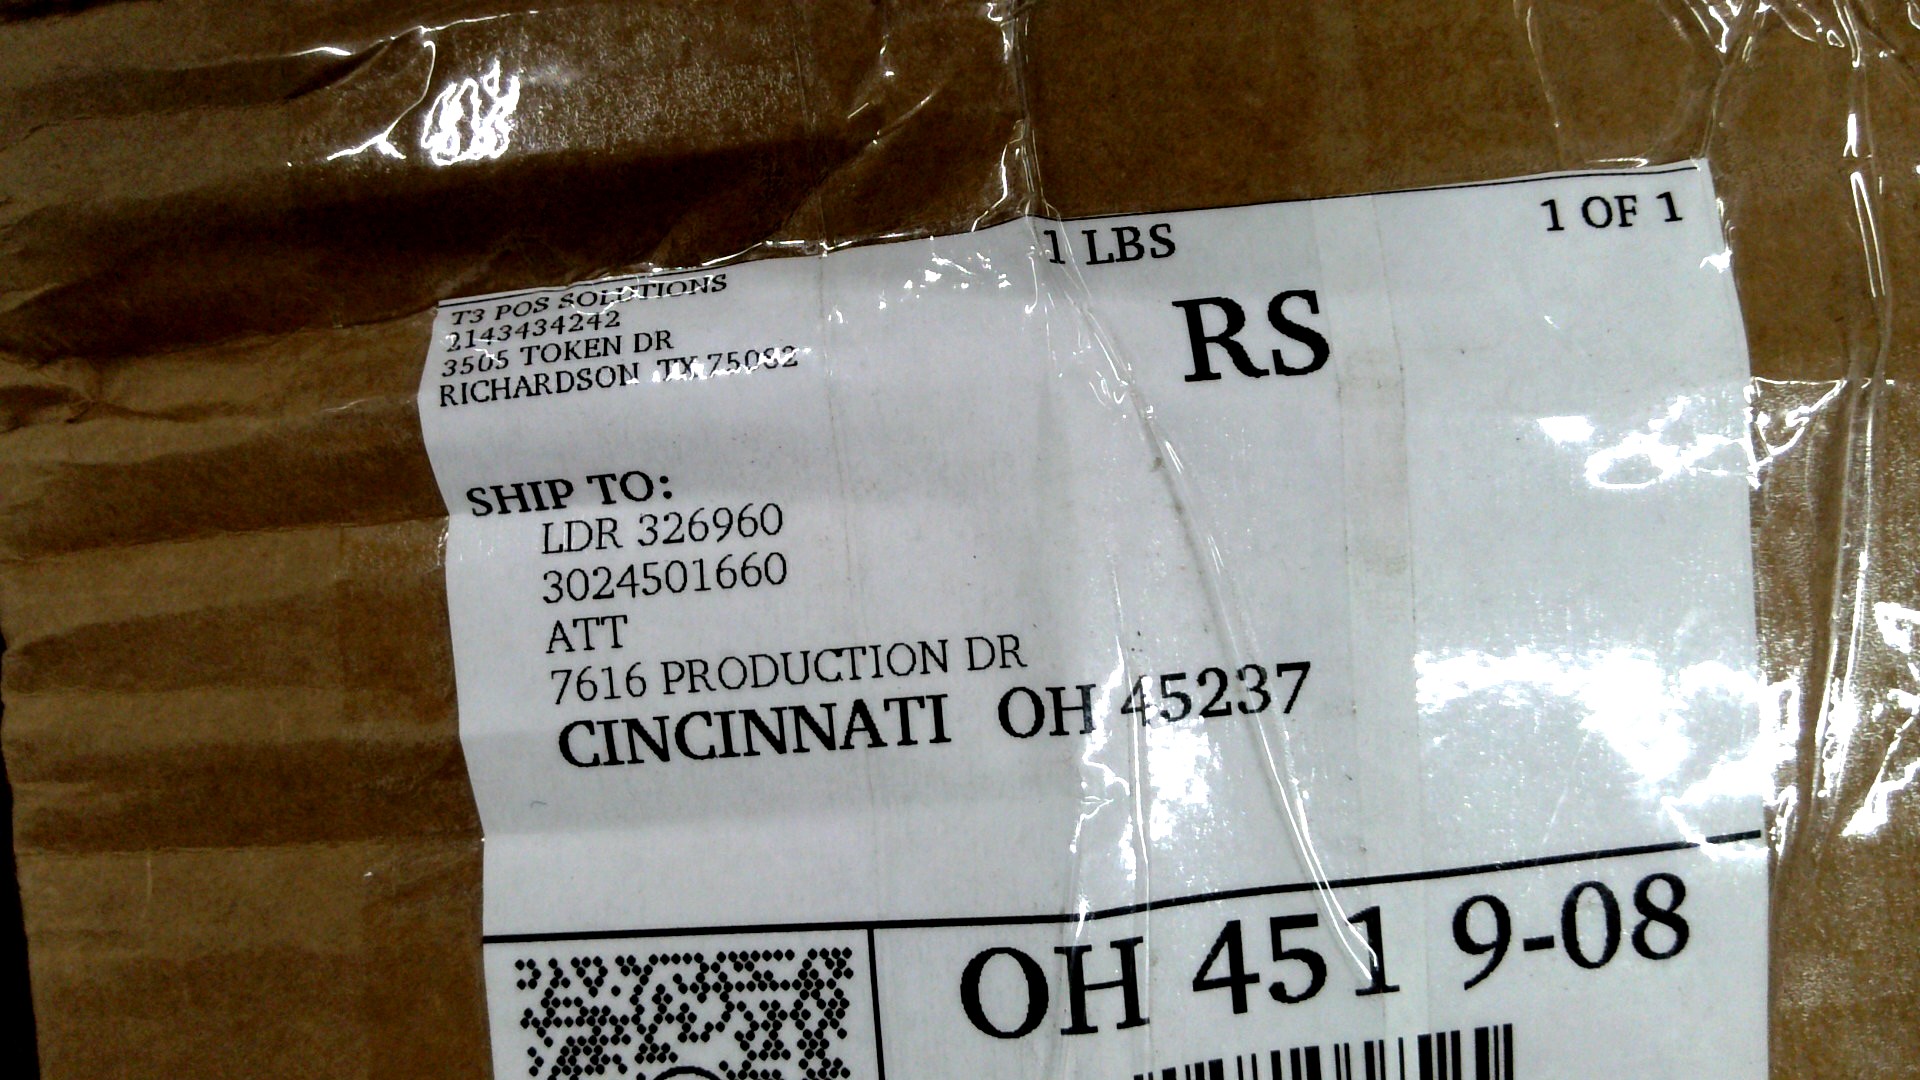 T3 POS SOLUTIONS
2143434242
3505 TOKEN DR
RICHARDSON TX 75082
1 LBS
1 OF 1
RS
SHIP TO:
LDR 326960
3024501660
ATT
7616 PRODUCTION DR
CINCINNATI OH 45237
OH 451 9-08